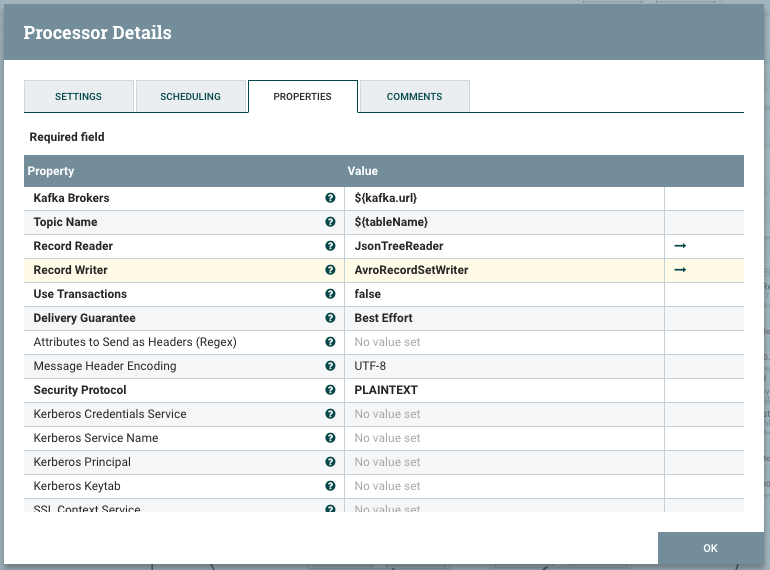 Processor Details
SETTINGS
SCHEDULING
PROPERTIES
COMMENTS
Required field
Property Value
Kafka Brokers ${kafka.url}
Topic Name ${tableName}
Record Reader JsonTreeReader
Record Writer AvroRecordSetWriter
Use Transactions false
Delivery Guarantee Best Effort
Attributes to Send as Headers (Regex) No value set
Message Header Encoding UTF-8
Security Protocol PLAINTEXT
Kerberos Credentials Service No value set
Kerberos Service Name No value set
Kerberos Principal No value set
Kerberos Keytab No value set
SSL Context Service No value set
OK